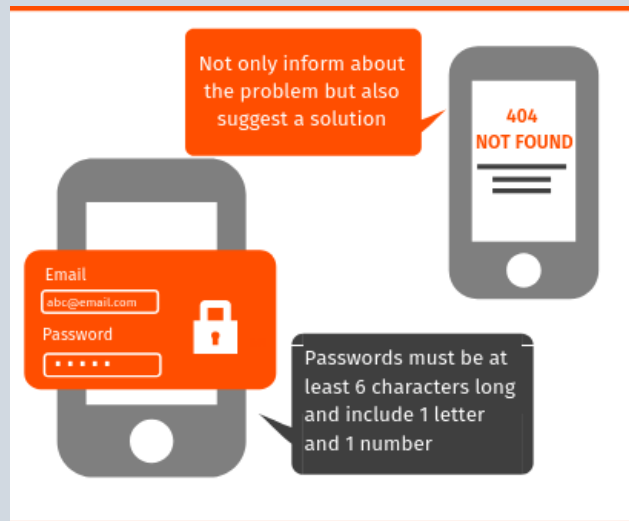 Not only inform about
the problem but also
suggest a solution
404
NOT FOUND
Email
abc@email.com
Password
Passwords must be at
least 6 characters long
and include 1 letter
and 1 number